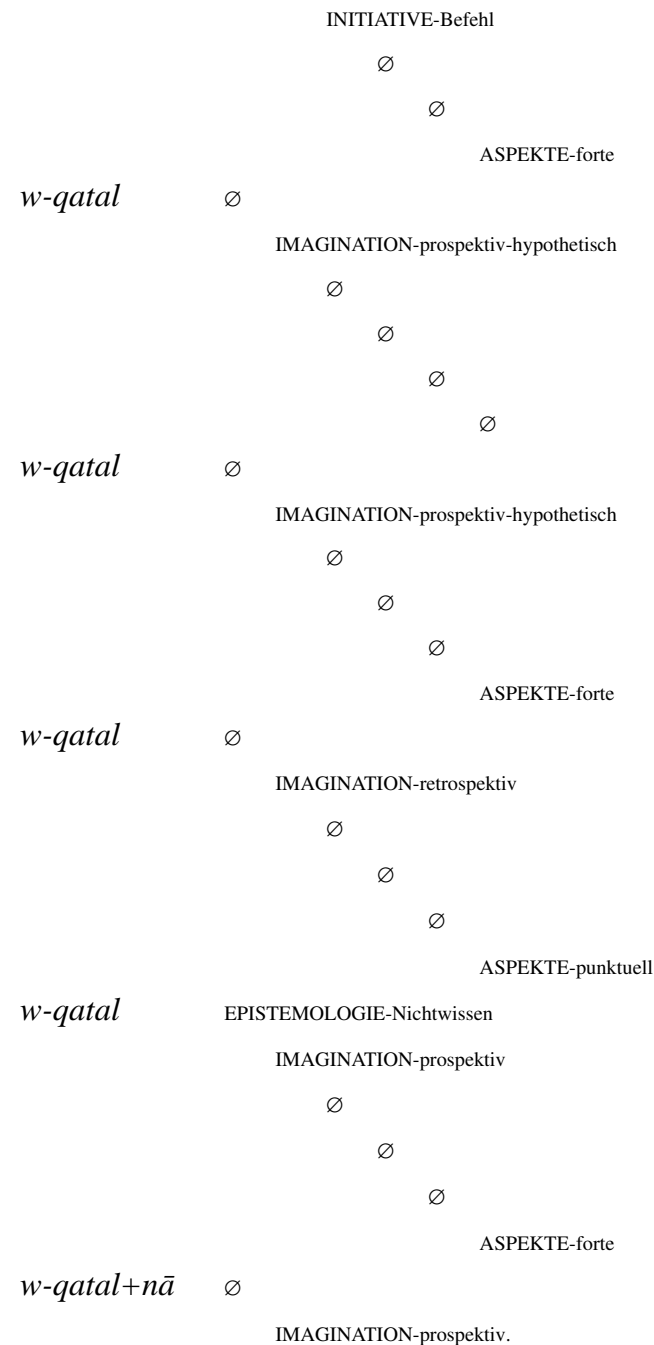 INITIATIVE-Befehl
∅
∅
ASPEKTE-forte
w-qatal ∅
IMAGINATION-prospektiv-hypothetisch
∅
∅
∅
∅
w-qatal ∅
IMAGINATION-prospektiv-hypothetisch
∅
∅
∅
ASPEKTE-forte
w-qatal ∅
IMAGINATION-retrospektiv
∅
∅
∅
ASPEKTE-punktuell
w-qatal EPISTEMOLOGIE-Nichtwissen
IMAGINATION-prospektiv
∅
∅
∅
ASPEKTE-forte
w-qatal+nā ∅
IMAGINATION-prospektiv.